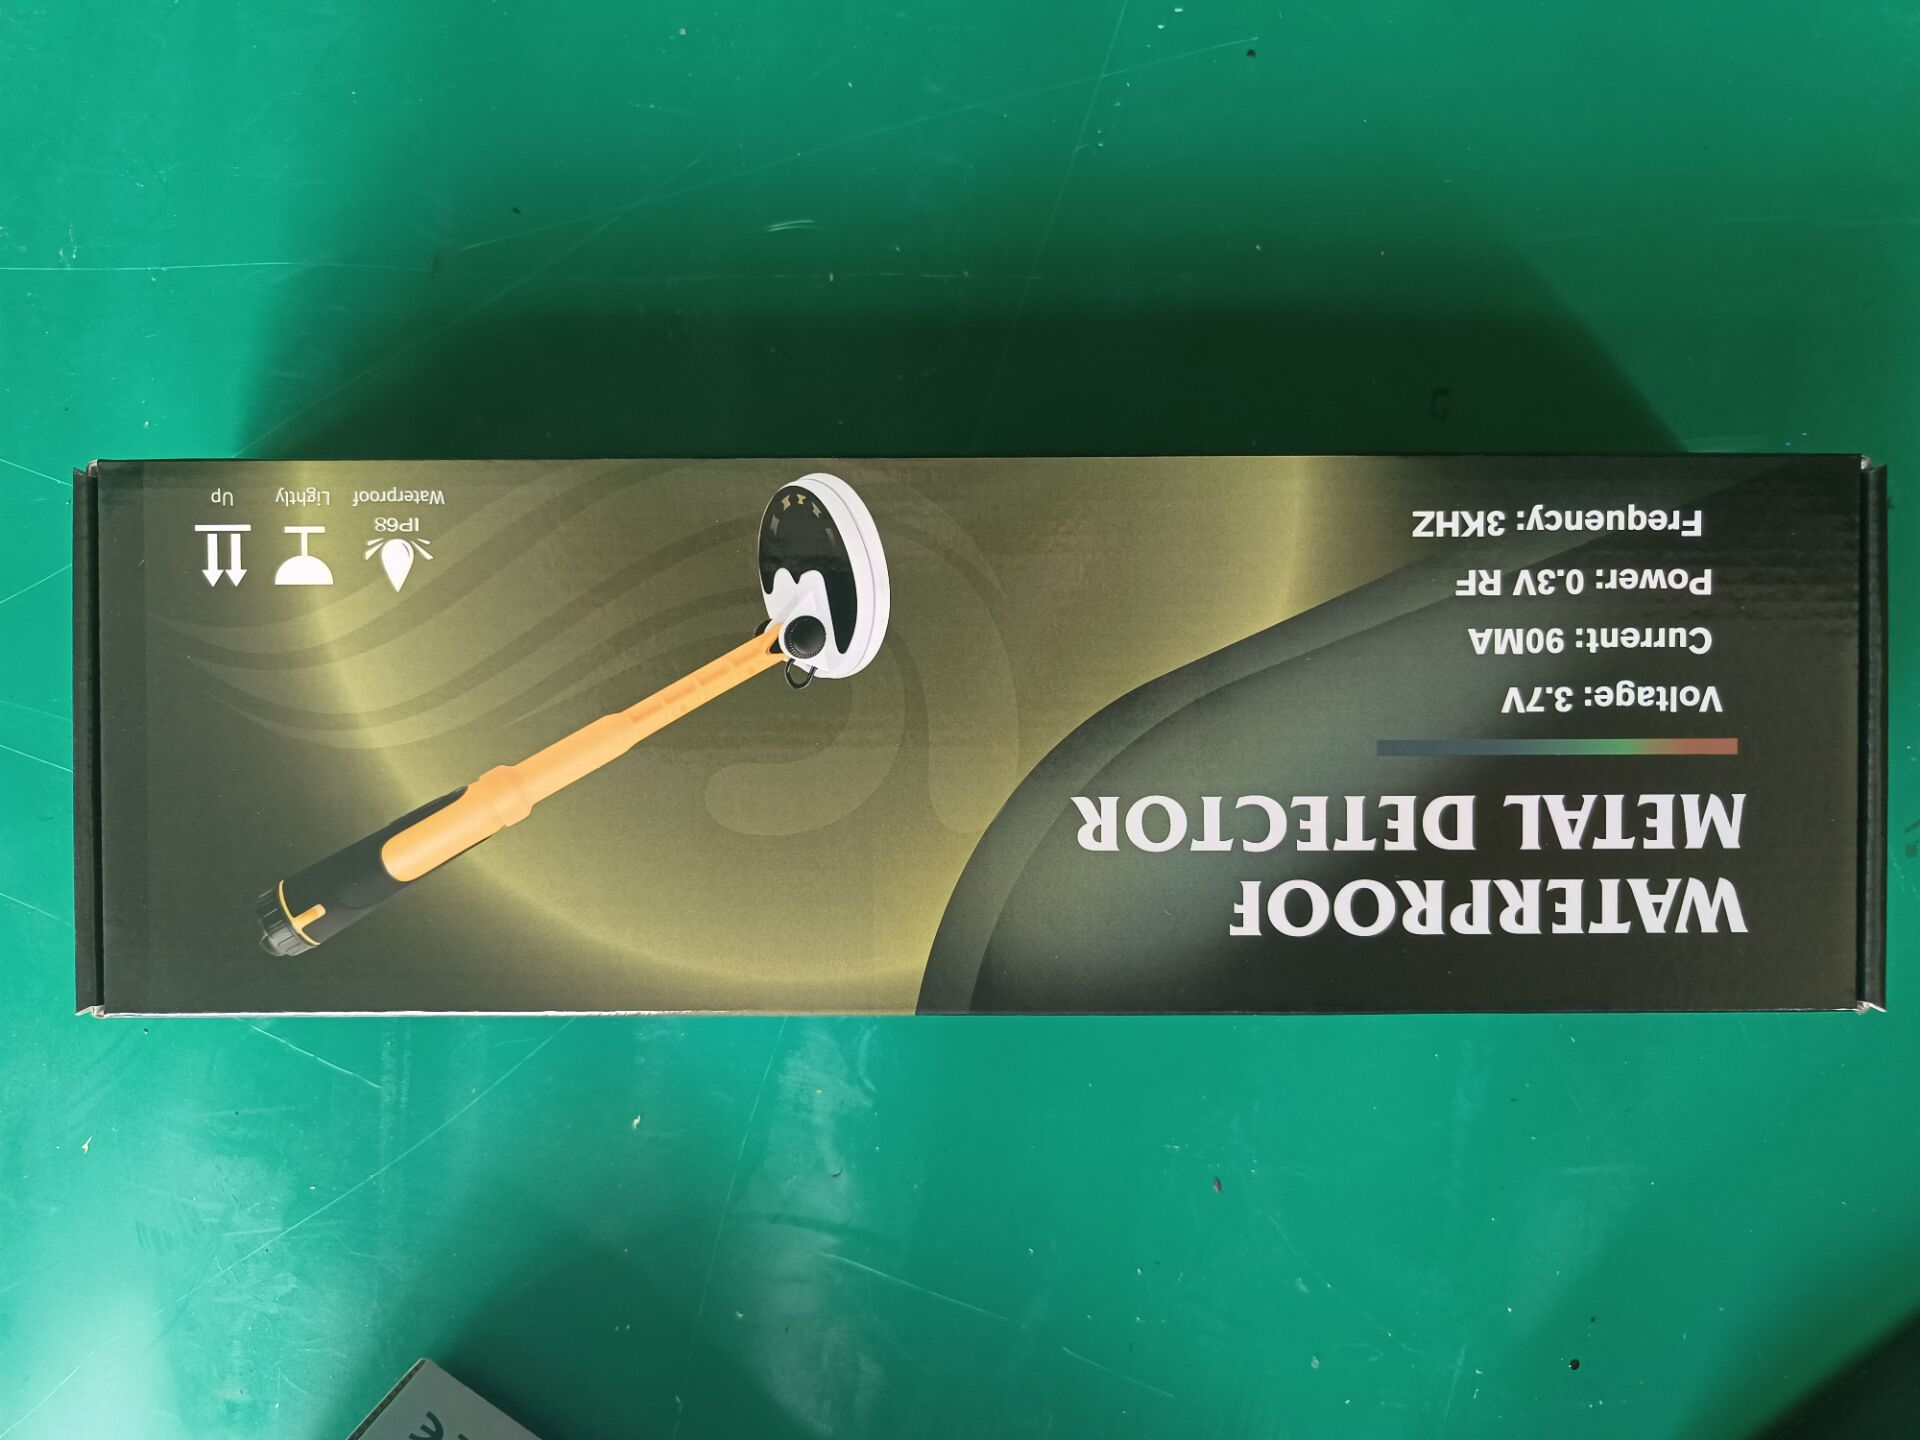 WATERPROOF
METAL DETECTOR
Voltage: 3.7V
Current: 90MA
Power: 0.3V RF
Frequency: 3KHZ
IP68
Waterproof
Lightly
Up